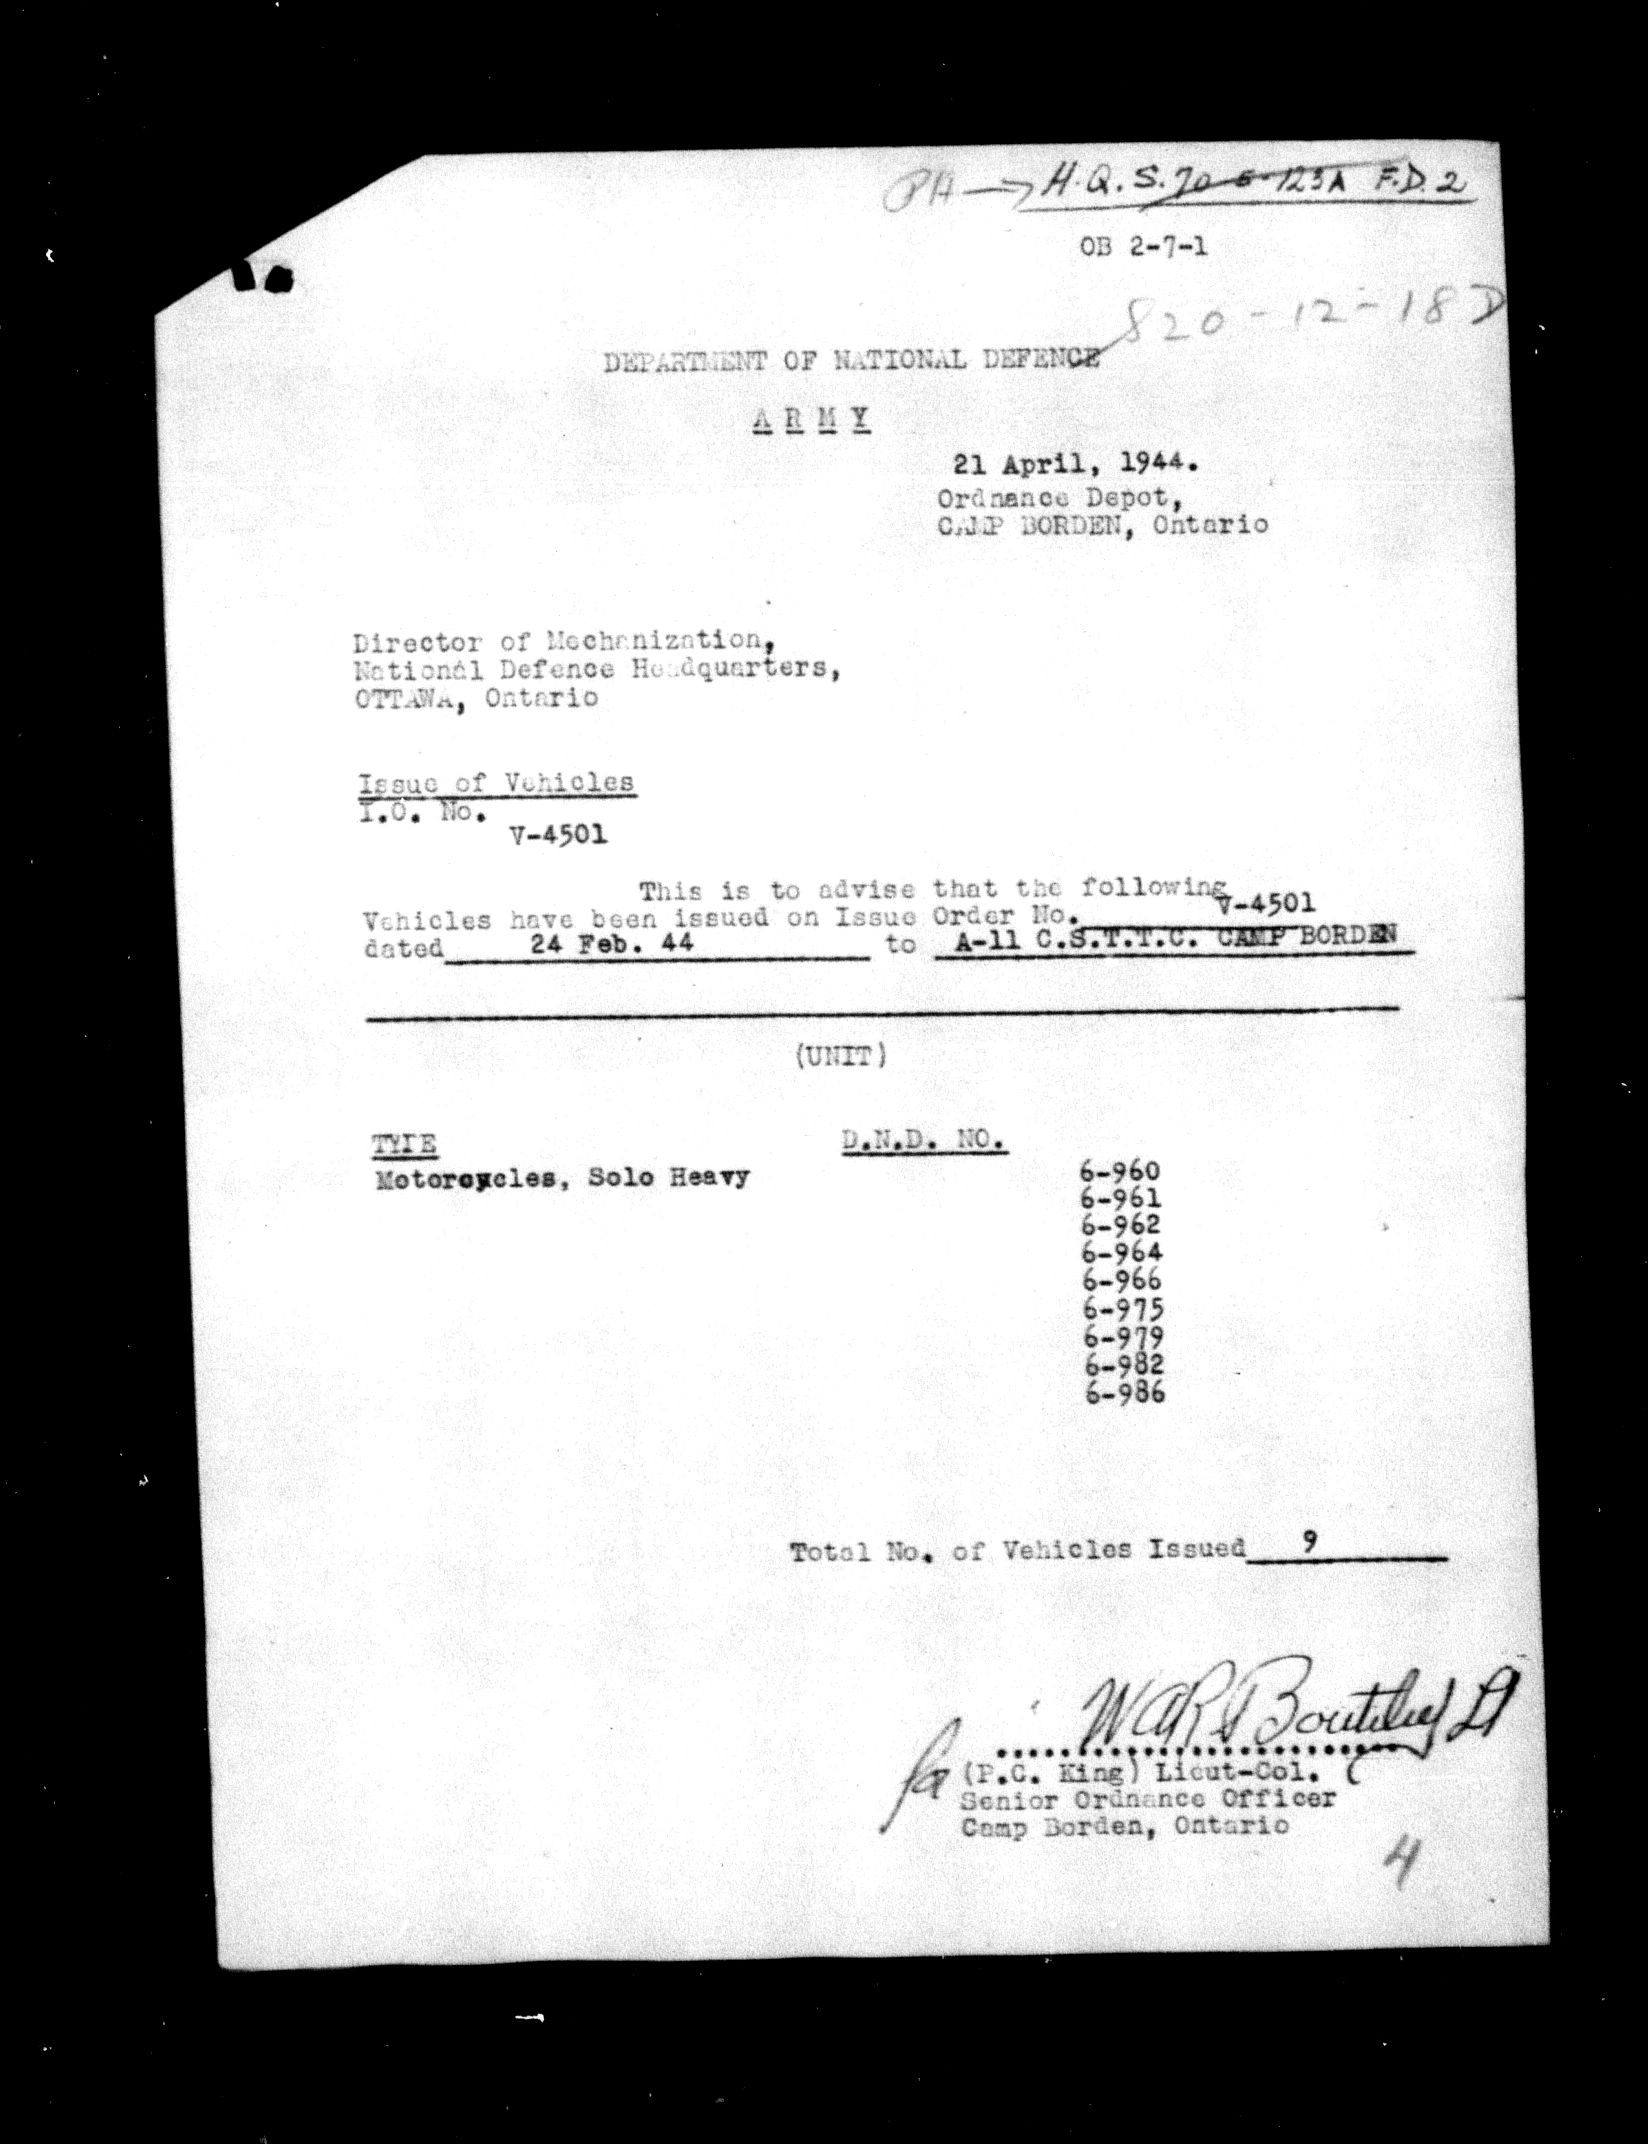 PA → H.Q.S. 70-6-123A F.D. 2
OB 2-7-1
820-12-18D
DEPARTMENT OF NATIONAL DEFENCE
A R M Y
21 April, 1944.
Ordnance Depot,
CAMP BORDEN, Ontario
Director of Mechanization,
National Defence Headquarters,
OTTAWA, Ontario
Issue of Vehicles
I.O. No.
V-4501
This is to advise that the following
Vehicles have been issued on Issue Order No. V-4501
dated 24 Feb. 44 to A-11 C.S.T.T.C. CAMP BORDEN
(UNIT)
TYPE D.N.D. NO.
Motorcycles, Solo Heavy 6-960
6-961
6-962
6-964
6-966
6-975
6-979
6-982
6-986
Total No. of Vehicles Issued 9
Lt
for (P.C. King) Lieut-Col.
Senior Ordnance Officer
Camp Borden, Ontario
4